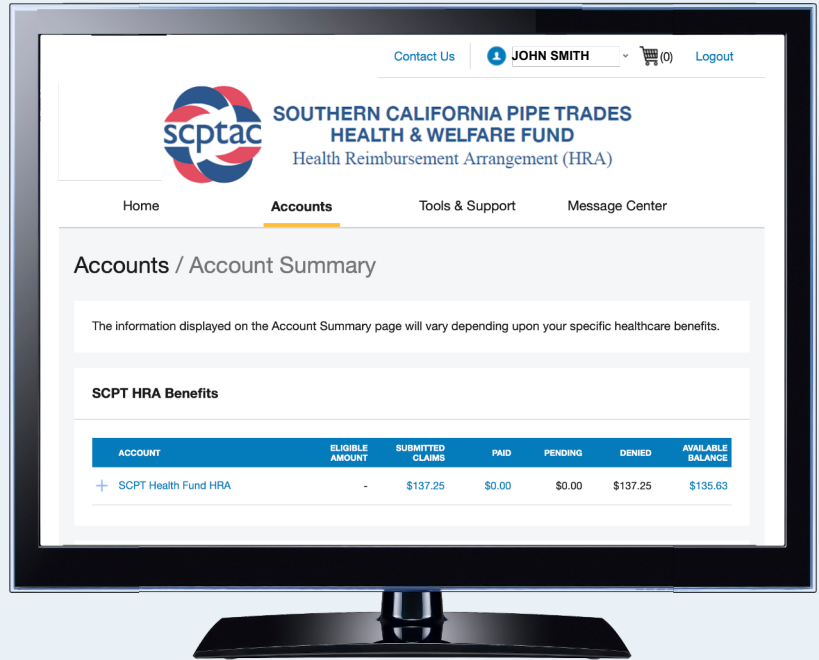 Contact Us JOHN SMITH (0) Logout
scptac
SOUTHERN CALIFORNIA PIPE TRADES
HEALTH & WELFARE FUND
Health Reimbursement Arrangement (HRA)
Home Accounts Tools & Support Message Center
Accounts / Account Summary
The information displayed on the Account Summary page will vary depending upon your specific healthcare benefits.
SCPT HRA Benefits
ACCOUNT ELIGIBLE AMOUNT SUBMITTED CLAIMS PAID PENDING DENIED AVAILABLE BALANCE
+ SCPT Health Fund HRA - $137.25 $0.00 $0.00 $137.25 $135.63